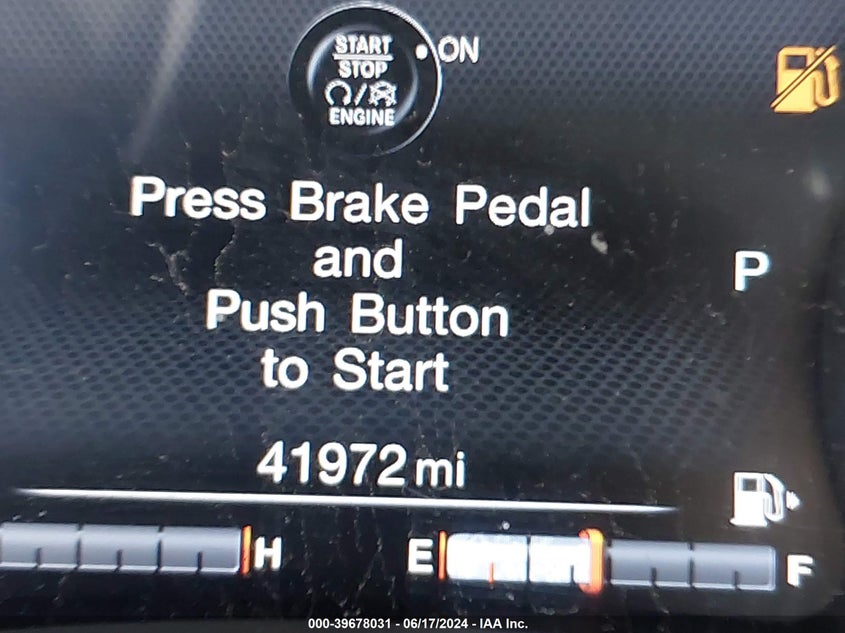 START
STOP
ENGINE
ON
Press Brake Pedal
and
Push Button
to Start
P
41972 mi
H
E
F
000-39678031 - 06/17/2024 - IAA Inc.